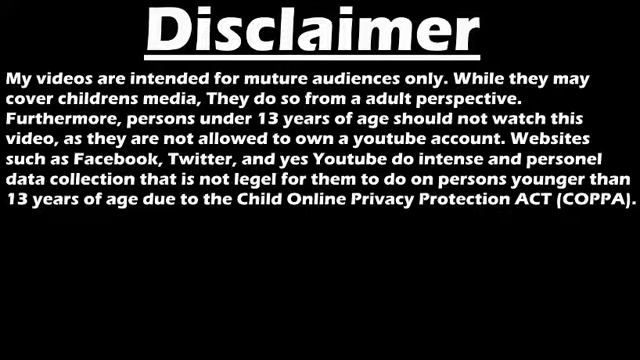 Disclaimer
My videos are intended for muture audiences only. While they may
cover childrens media, They do so from a adult perspective.
Furthermore, persons under 13 years of age should not watch this
video, as they are not allowed to own a youtube account. Websites
such as Facebook, Twitter, and yes Youtube do intense and personel
data collection that is not legel for them to do on persons younger than
13 years of age due to the Child Online Privacy Protection ACT (COPPA).